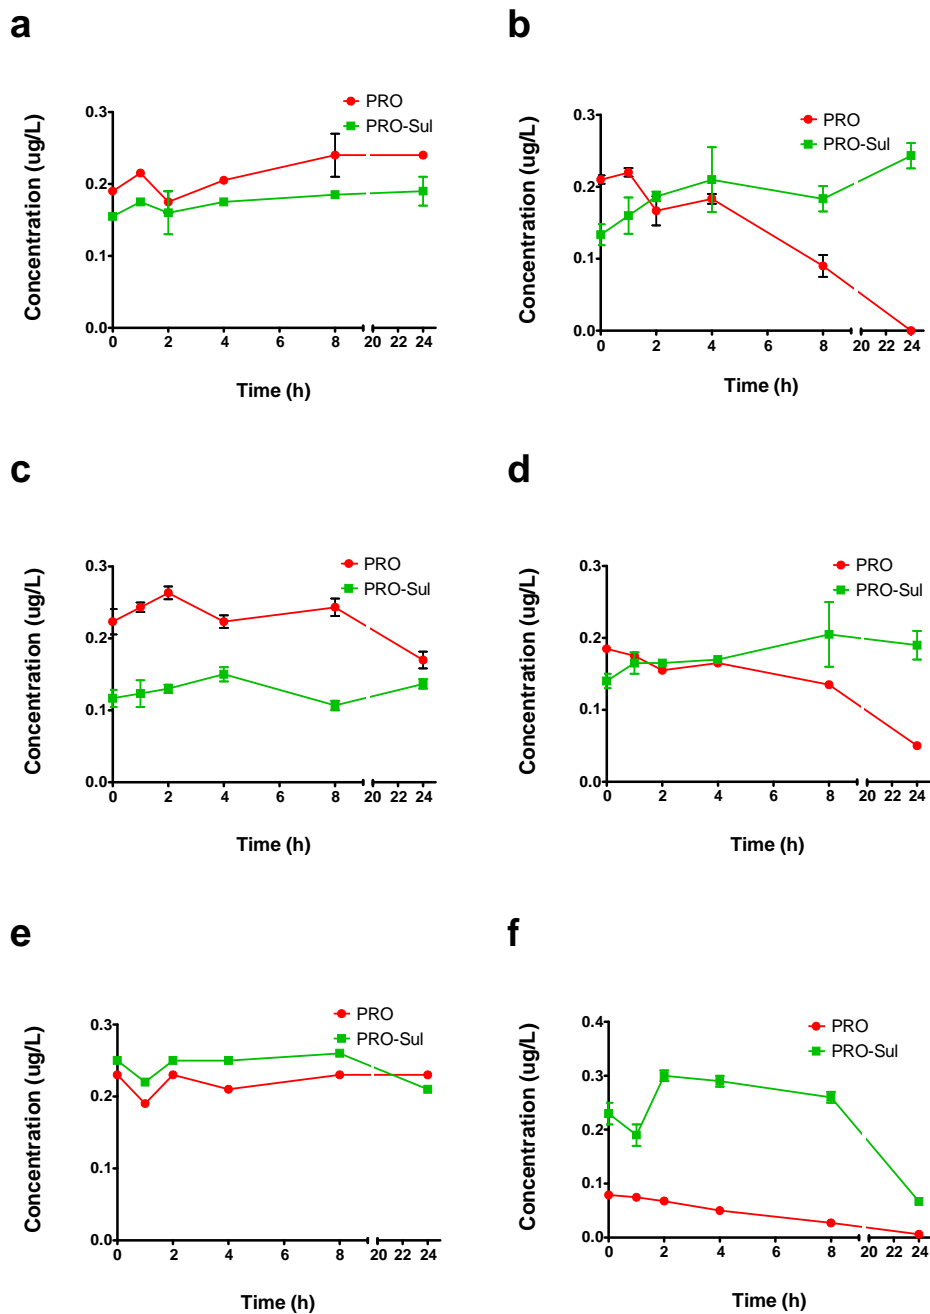 a
PRO
PRO-Sul
Concentration (ug/L)
0.3
0.2
0.1
0.0
0 2 4 6 8 20 22 24
Time (h)
b
PRO
PRO-Sul
Concentration (ug/L)
0.3
0.2
0.1
0.0
0 2 4 6 8 20 22 24
Time (h)
c
PRO
PRO-Sul
Concentration (ug/L)
0.3
0.2
0.1
0.0
0 2 4 6 8 20 22 24
Time (h)
d
PRO
PRO-Sul
Concentration (ug/L)
0.3
0.2
0.1
0.0
0 2 4 6 8 20 22 24
Time (h)
e
PRO
PRO-Sul
Concentration (ug/L)
0.3
0.2
0.1
0.0
0 2 4 6 8 20 22 24
Time (h)
f
PRO
PRO-Sul
Concentration (ug/L)
0.4
0.3
0.2
0.1
0.0
0 2 4 6 8 20 22 24
Time (h)